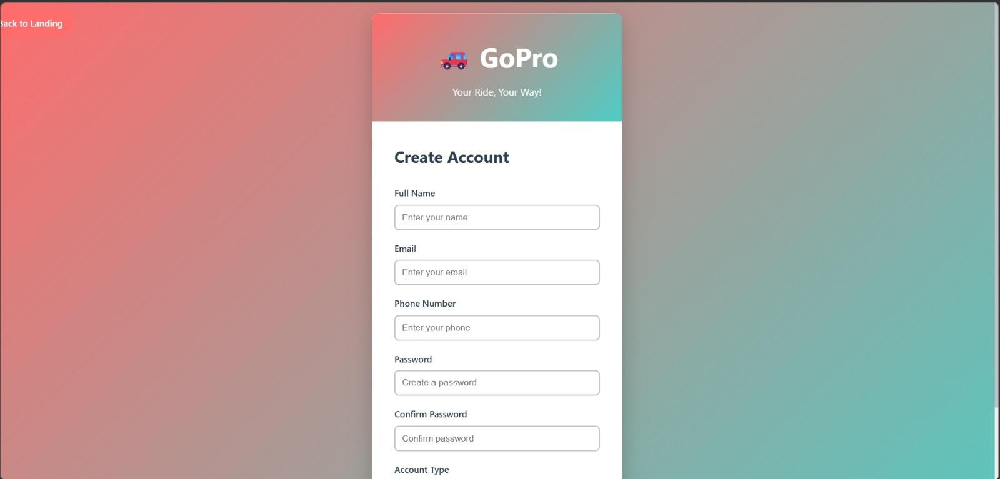 Back to Landing
GoPro
Your Ride, Your Way!
Create Account
Full Name
Enter your name
Email
Enter your email
Phone Number
Enter your phone
Password
Create a password
Confirm Password
Confirm password
Account Type